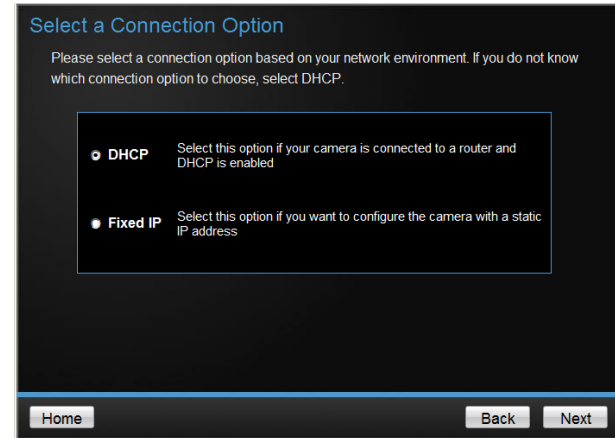 Select a Connection Option
Please select a connection option based on your network environment. If you do not know
which connection option to choose, select DHCP.
DHCP
Select this option if your camera is connected to a router and
DHCP is enabled
Fixed IP
Select this option if you want to configure the camera with a static
IP address
Home
Back
Next